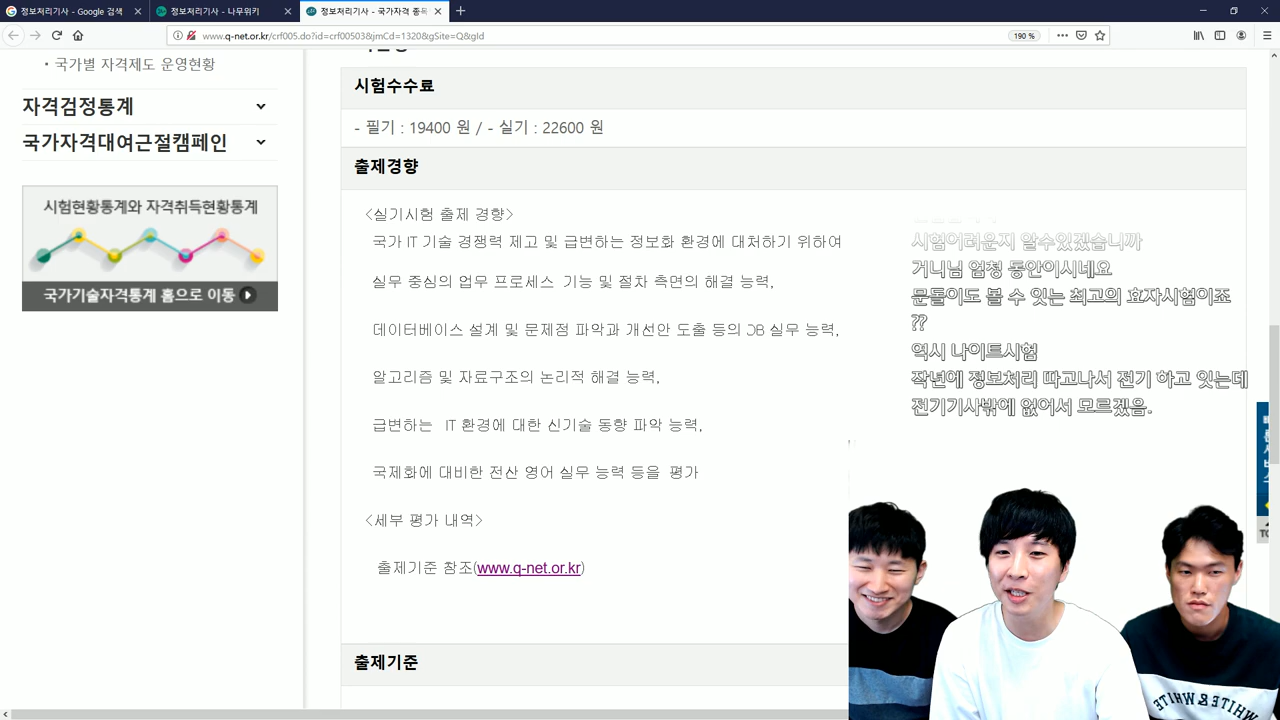 정보처리기사 - Google 검색
정보처리기사 - 나무위키
정보처리기사 - 국가자격 종목
www.q-net.or.kr/crf005.do?id=crf00503&jmCd=1320&gSite=Q&gId
190 %
• 국가별 자격제도 운영현황
자격검정통계
국가자격대여근절캠페인
시험현황통계와 자격취득현황통계
국가기술자격통계 홈으로 이동
시험수수료
- 필기 : 19400 원 / - 실기 : 22600 원
출제경향
<실기시험 출제 경향>
국가 IT 기술 경쟁력 제고 및 급변하는 정보화 환경에 대처하기 위하여
실무 중심의 업무 프로세스 기능 및 절차 측면의 해결 능력,
데이터베이스 설계 및 문제점 파악과 개선안 도출 등의 DB 실무 능력,
알고리즘 및 자료구조의 논리적 해결 능력,
급변하는 IT 환경에 대한 신기술 동향 파악 능력,
국제화에 대비한 전산 영어 실무 능력 등을 평가
<세부 평가 내역>
출제기준 참조(www.q-net.or.kr)
출제기준
시험어려운지 알수있겠습니까
거니님 엄청 동안이시네요
문돌이도 볼 수 잇는 최고의 효자시험이죠
??
역시 나이트시험
작년에 정보처리 따고나서 전기 하고 잇는데
전기기사밖에 없어서 모르겠음.
WHITE&WHITE